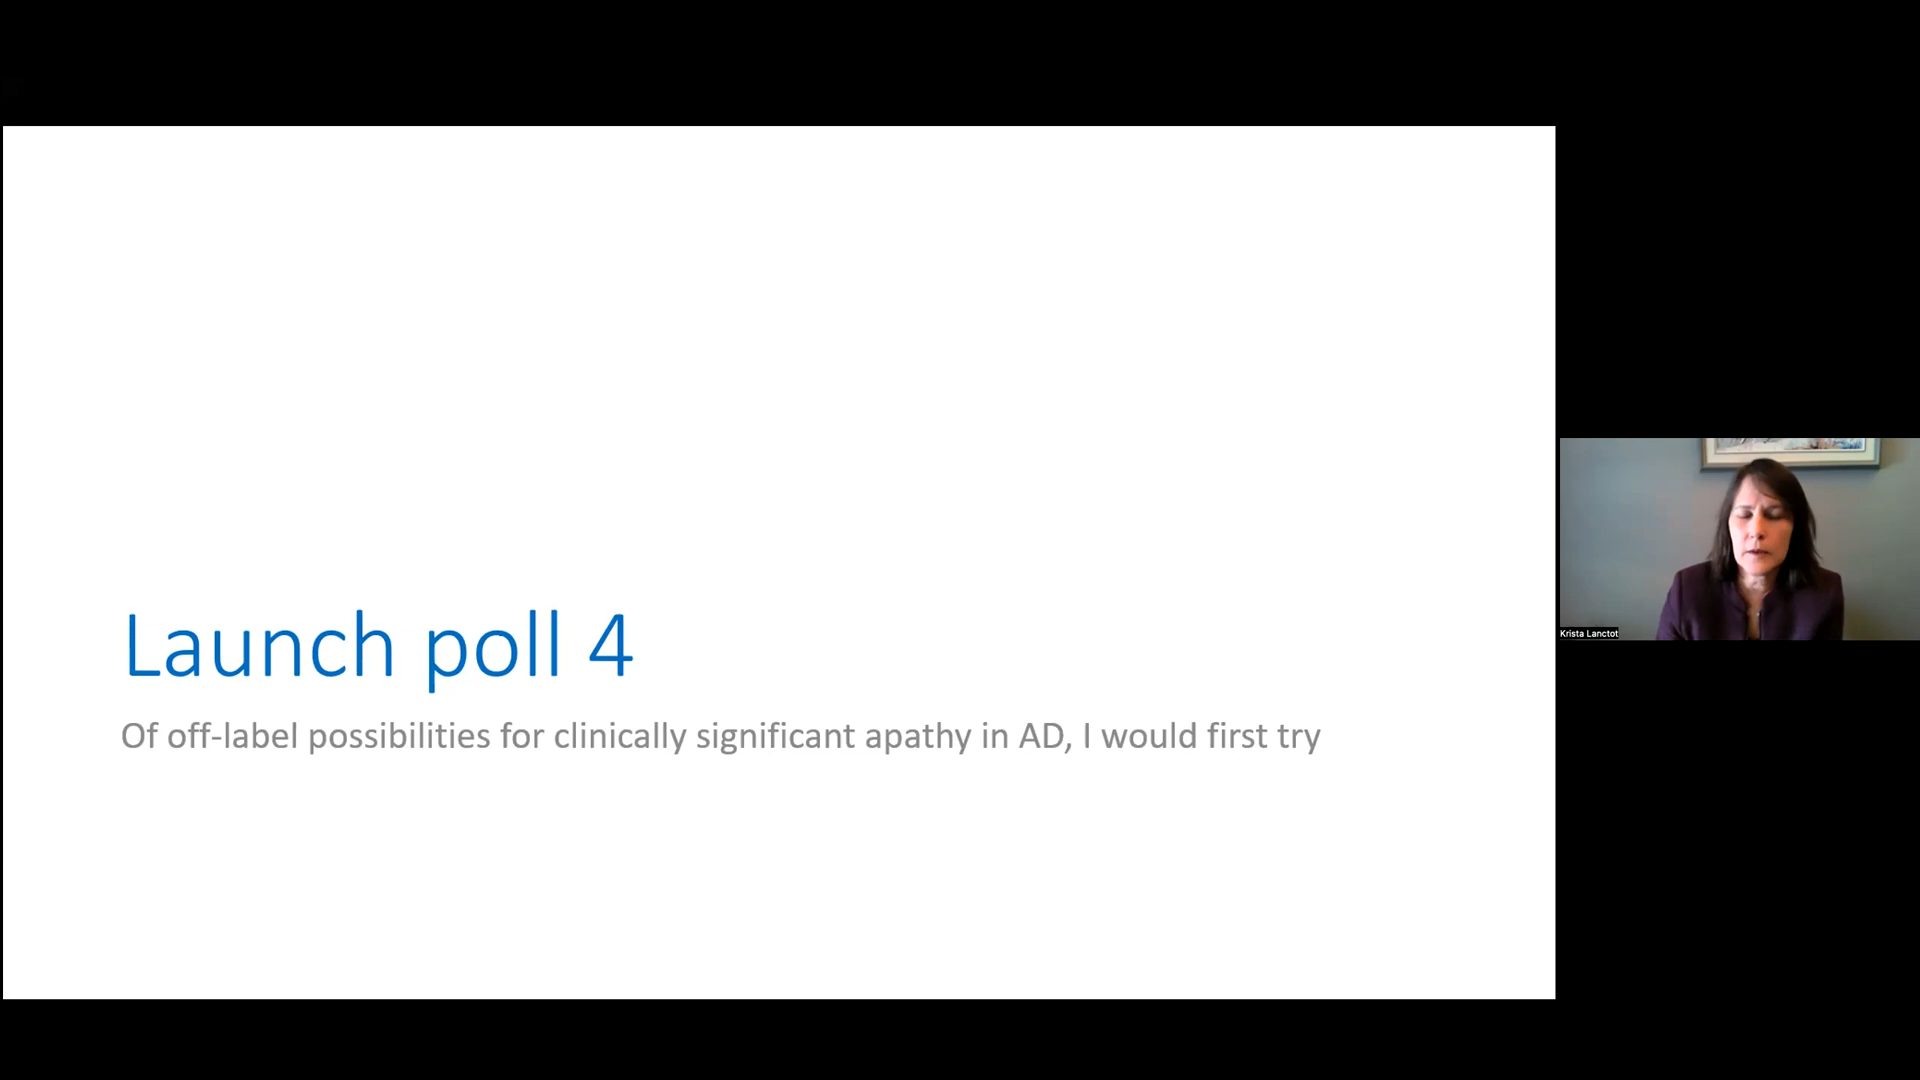 Launch poll 4
Of off-label possibilities for clinically significant apathy in AD, I would first try
Krista Lanctot